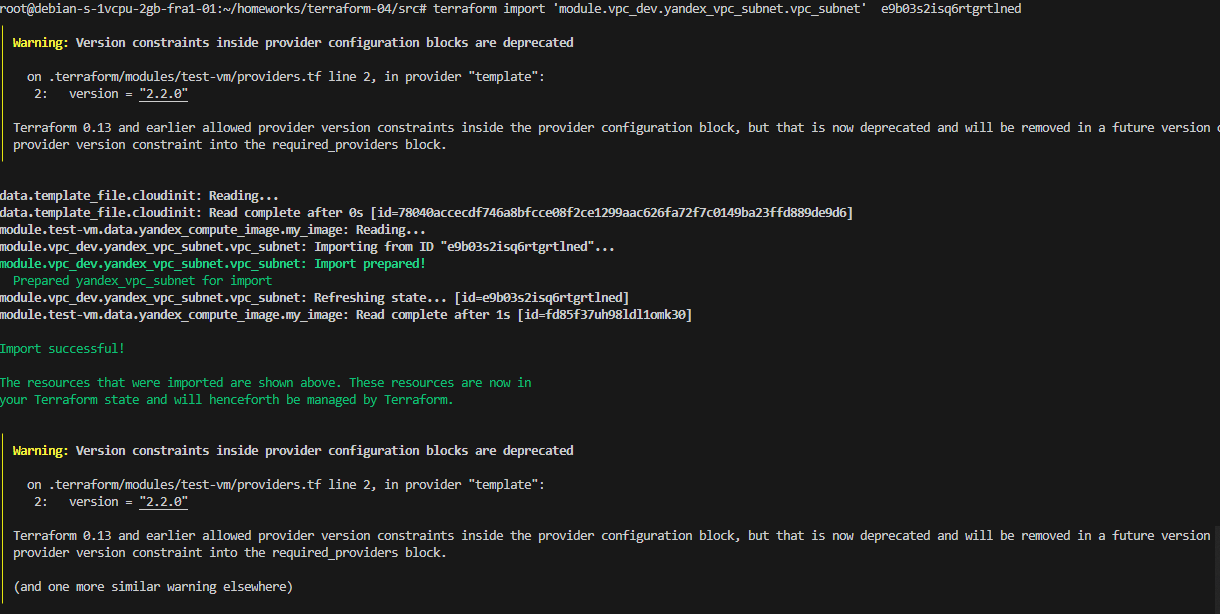 root@debian-s-1vcpu-2gb-fra1-01:~/homeworks/terraform-04/src# terraform import 'module.vpc_dev.yandex_vpc_subnet.vpc_subnet'  e9b03s2isq6rtgrtlned
Warning: Version constraints inside provider configuration blocks are deprecated
on .terraform/modules/test-vm/providers.tf line 2, in provider "template":
2:   version = "2.2.0"
Terraform 0.13 and earlier allowed provider version constraints inside the provider configuration block, but that is now deprecated and will be removed in a future version
provider version constraint into the required_providers block.
data.template_file.cloudinit: Reading...
data.template_file.cloudinit: Read complete after 0s [id=78040accecdf746a8bfcce08f2ce1299aac626fa72f7c0149ba23ffd889de9d6]
module.test-vm.data.yandex_compute_image.my_image: Reading...
module.vpc_dev.yandex_vpc_subnet.vpc_subnet: Importing from ID "e9b03s2isq6rtgrtlned"...
module.vpc_dev.yandex_vpc_subnet.vpc_subnet: Import prepared!
Prepared yandex_vpc_subnet for import
module.vpc_dev.yandex_vpc_subnet.vpc_subnet: Refreshing state... [id=e9b03s2isq6rtgrtlned]
module.test-vm.data.yandex_compute_image.my_image: Read complete after 1s [id=fd85f37uh98ldl1omk30]
Import successful!
The resources that were imported are shown above. These resources are now in
your Terraform state and will henceforth be managed by Terraform.
Warning: Version constraints inside provider configuration blocks are deprecated
on .terraform/modules/test-vm/providers.tf line 2, in provider "template":
2:   version = "2.2.0"
Terraform 0.13 and earlier allowed provider version constraints inside the provider configuration block, but that is now deprecated and will be removed in a future version
provider version constraint into the required_providers block.
(and one more similar warning elsewhere)